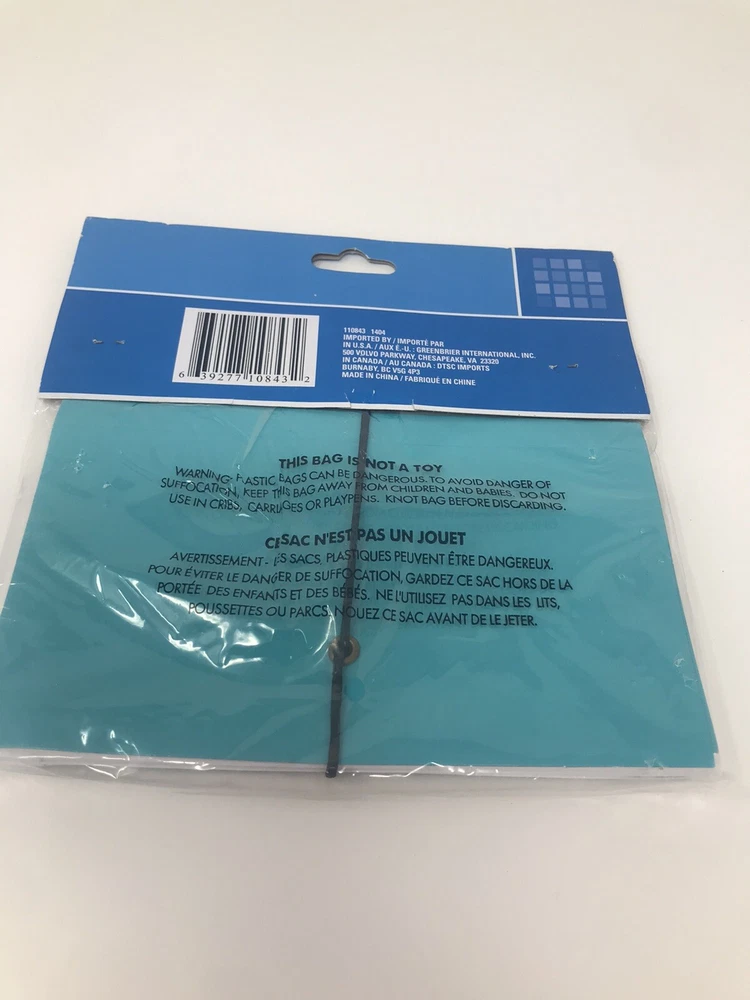 6 39277 10843 2
110843 1404
IMPORTED BY / IMPORTÉ PAR
IN U.S.A. / AUX É.-U. : GREENBRIER INTERNATIONAL, INC.
500 VOLVO PARKWAY, CHESAPEAKE, VA 23320
IN CANADA / AU CANADA : DTSC IMPORTS
BURNABY, BC V5G 4P3
MADE IN CHINA / FABRIQUÉ EN CHINE
THIS BAG IS NOT A TOY
WARNING: PLASTIC BAGS CAN BE DANGEROUS. TO AVOID DANGER OF
SUFFOCATION, KEEP THIS BAG AWAY FROM CHILDREN AND BABIES. DO NOT
USE IN CRIBS, CARRIAGES OR PLAYPENS. KNOT BAG BEFORE DISCARDING.
CE SAC N'EST PAS UN JOUET
AVERTISSEMENT - LES SACS PLASTIQUES PEUVENT ÊTRE DANGEREUX.
POUR ÉVITER LE DANGER DE SUFFOCATION, GARDEZ CE SAC HORS DE LA
PORTÉE DES ENFANTS ET DES BÉBÉS. NE L'UTILISEZ PAS DANS LES LITS,
POUSSETTES OU PARCS. NOUEZ CE SAC AVANT DE LE JETER.